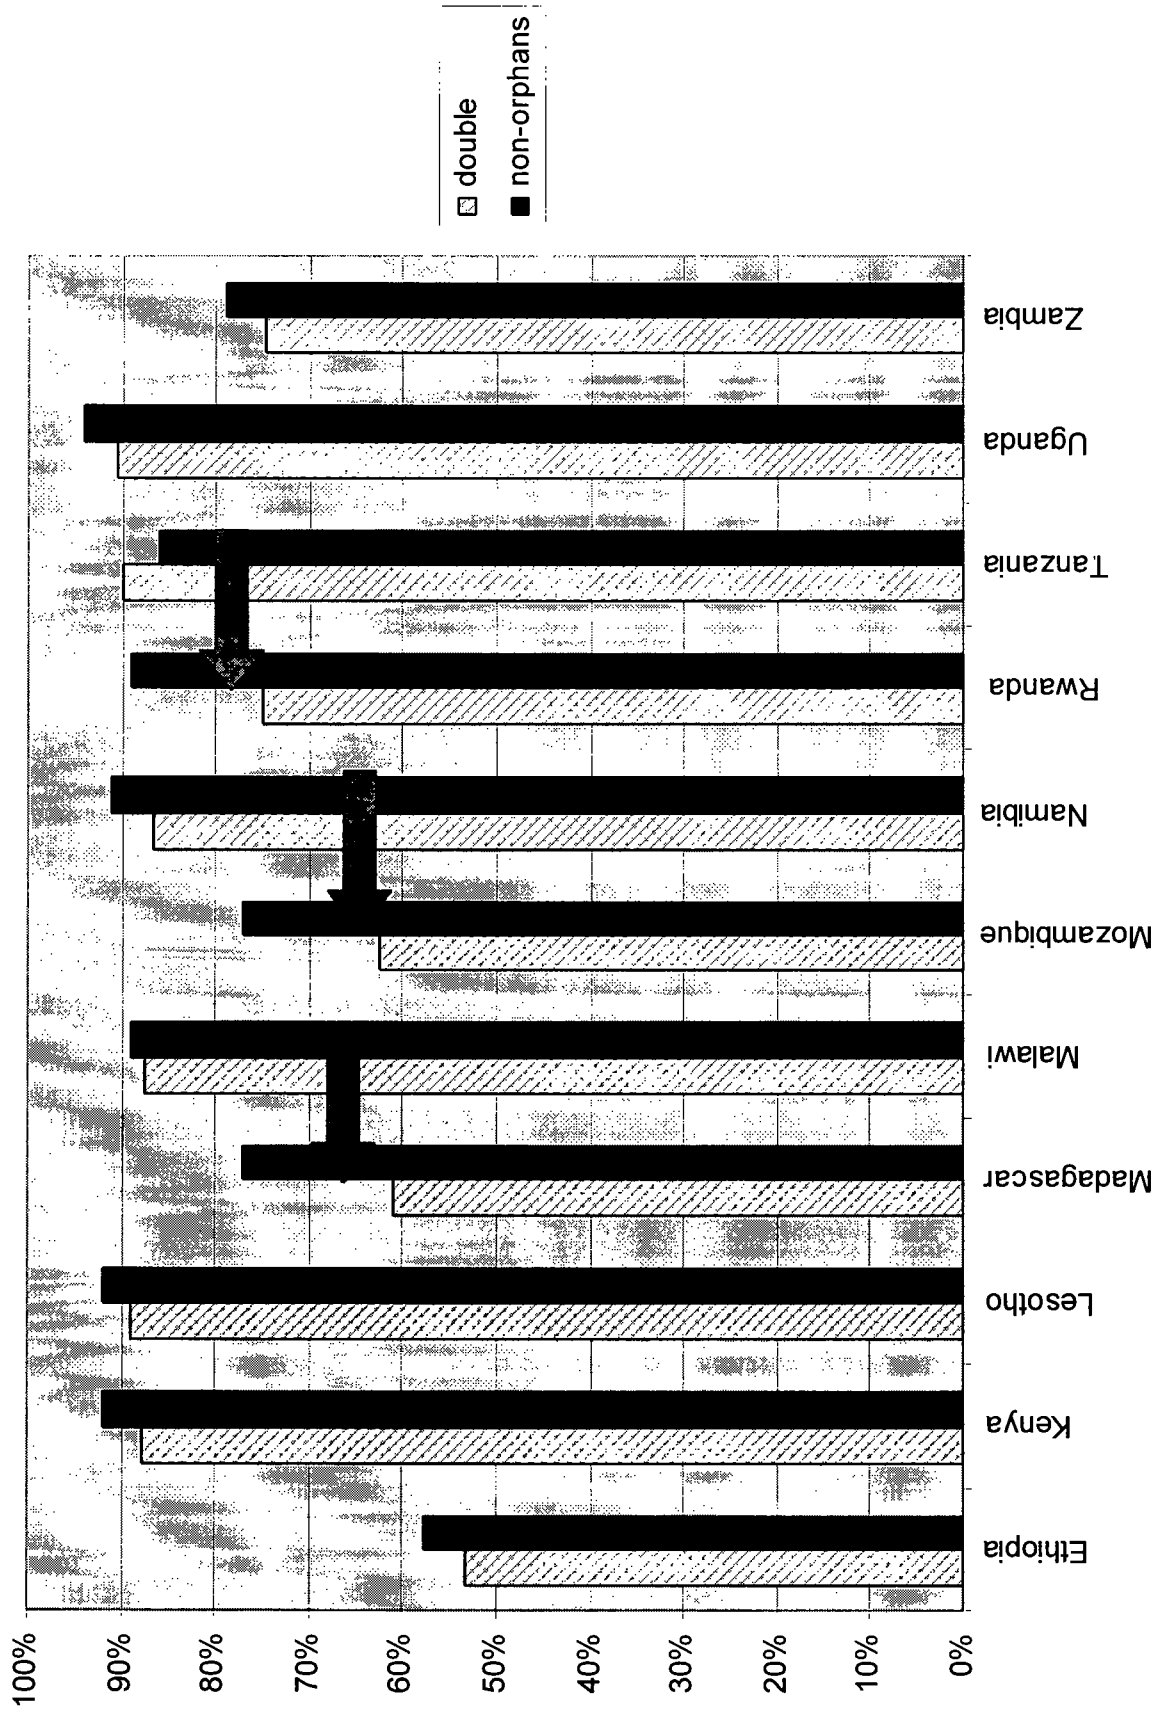 100%
90%
80%
70%
60%
50%
40%
30%
20%
10%
0%
Ethiopia
Kenya
Lesotho
Madagascar
Malawi
Mozambique
Namibia
Rwanda
Tanzania
Uganda
Zambia
double
non-orphans